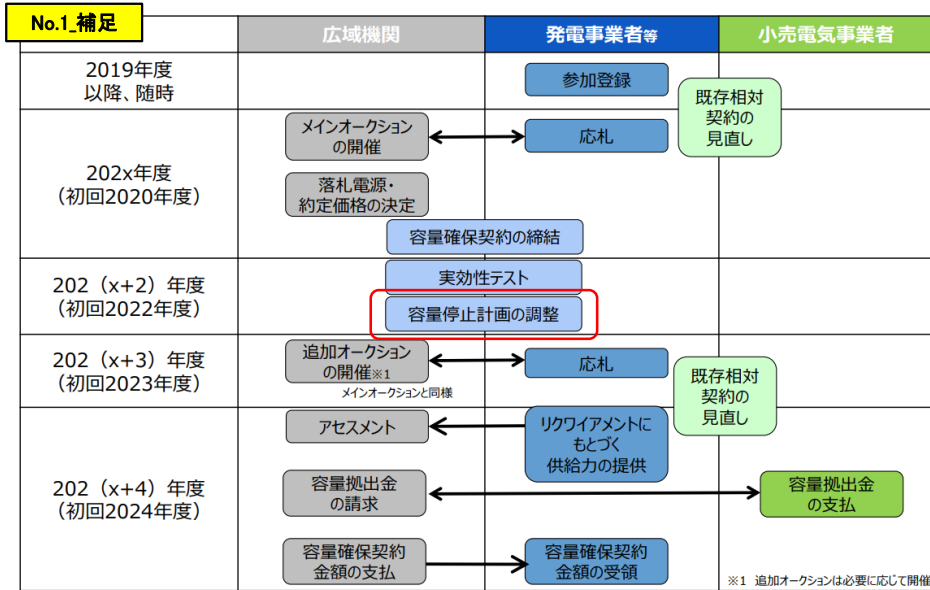 No.1_補足
広域機関
発電事業者等
小売電気事業者
2019年度
以降、随時
参加登録
既存相対
契約の
見直し
202x年度
(初回2020年度)
メインオークション
の開催
応札
落札電源・
約定価格の決定
容量確保契約の締結
202(x+2)年度
(初回2022年度)
実効性テスト
容量停止計画の調整
202(x+3)年度
(初回2023年度)
追加オークション
の開催※1
メインオークションと同様
応札
既存相対
契約の
見直し
202(x+4)年度
(初回2024年度)
アセスメント
リクワイアメントに
もとづく
供給力の提供
容量拠出金
の請求
容量拠出金
の支払
容量確保契約
金額の支払
容量確保契約
金額の受領
※1 追加オークションは必要に応じて開催